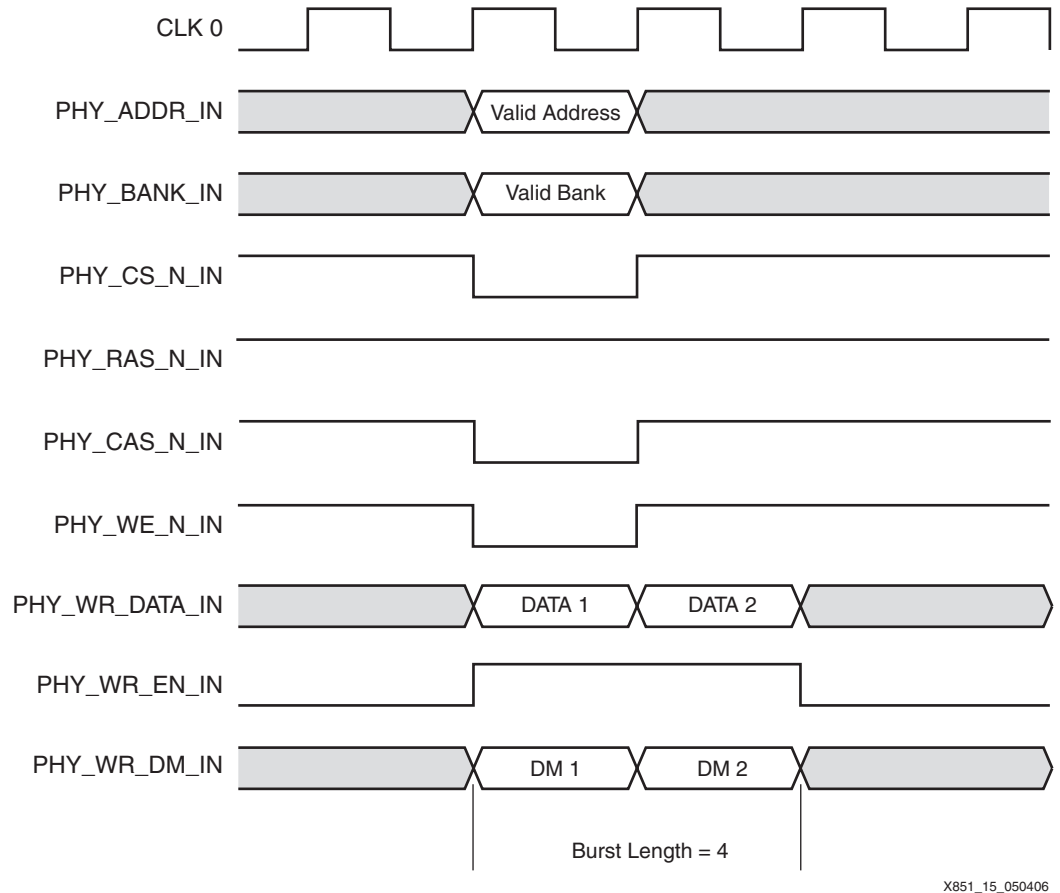 CLK 0
PHY_ADDR_IN Valid Address
PHY_BANK_IN Valid Bank
PHY_CS_N_IN
PHY_RAS_N_IN
PHY_CAS_N_IN
PHY_WE_N_IN
PHY_WR_DATA_IN DATA 1 DATA 2
PHY_WR_EN_IN
PHY_WR_DM_IN DM 1 DM 2
Burst Length = 4
X851_15_050406